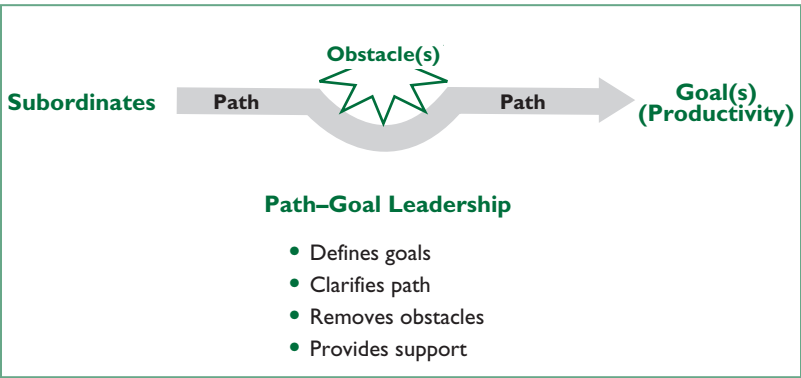 Obstacle(s)
Subordinates
Path
Path
Goal(s)
(Productivity)
Path–Goal Leadership
• Defines goals
• Clarifies path
• Removes obstacles
• Provides support